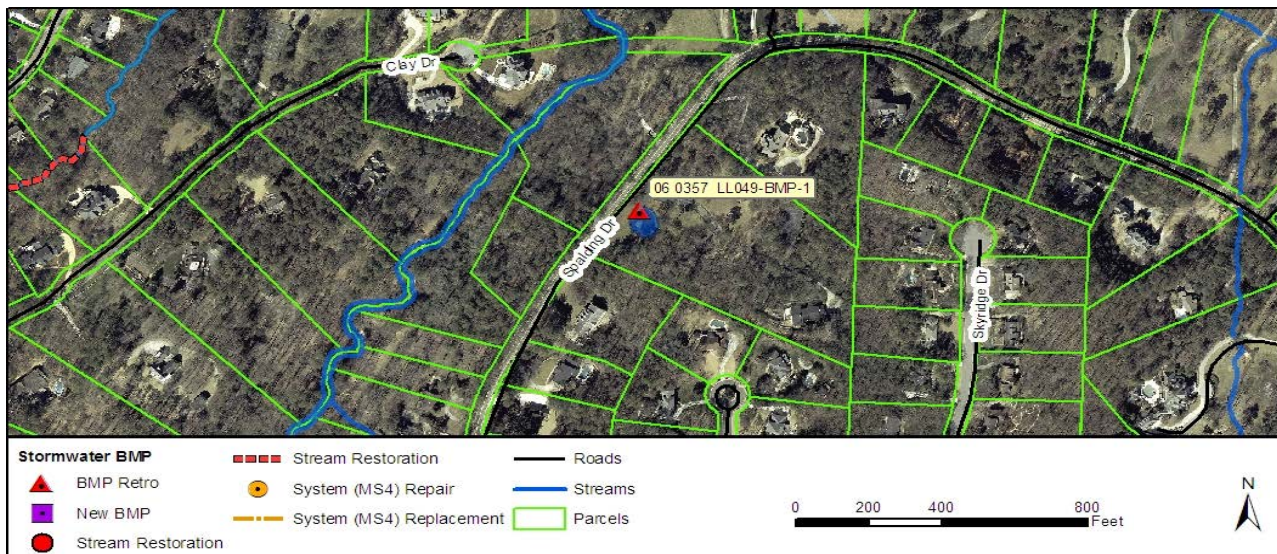 Clay Dr
06 0357 LL049-BMP-1
Spalding Dr
Skyridge Dr
Stormwater BMP
BMP Retro
New BMP
Stream Restoration
Stream Restoration
System (MS4) Repair
System (MS4) Replacement
Roads
Streams
Parcels
0 200 400 800
Feet
N